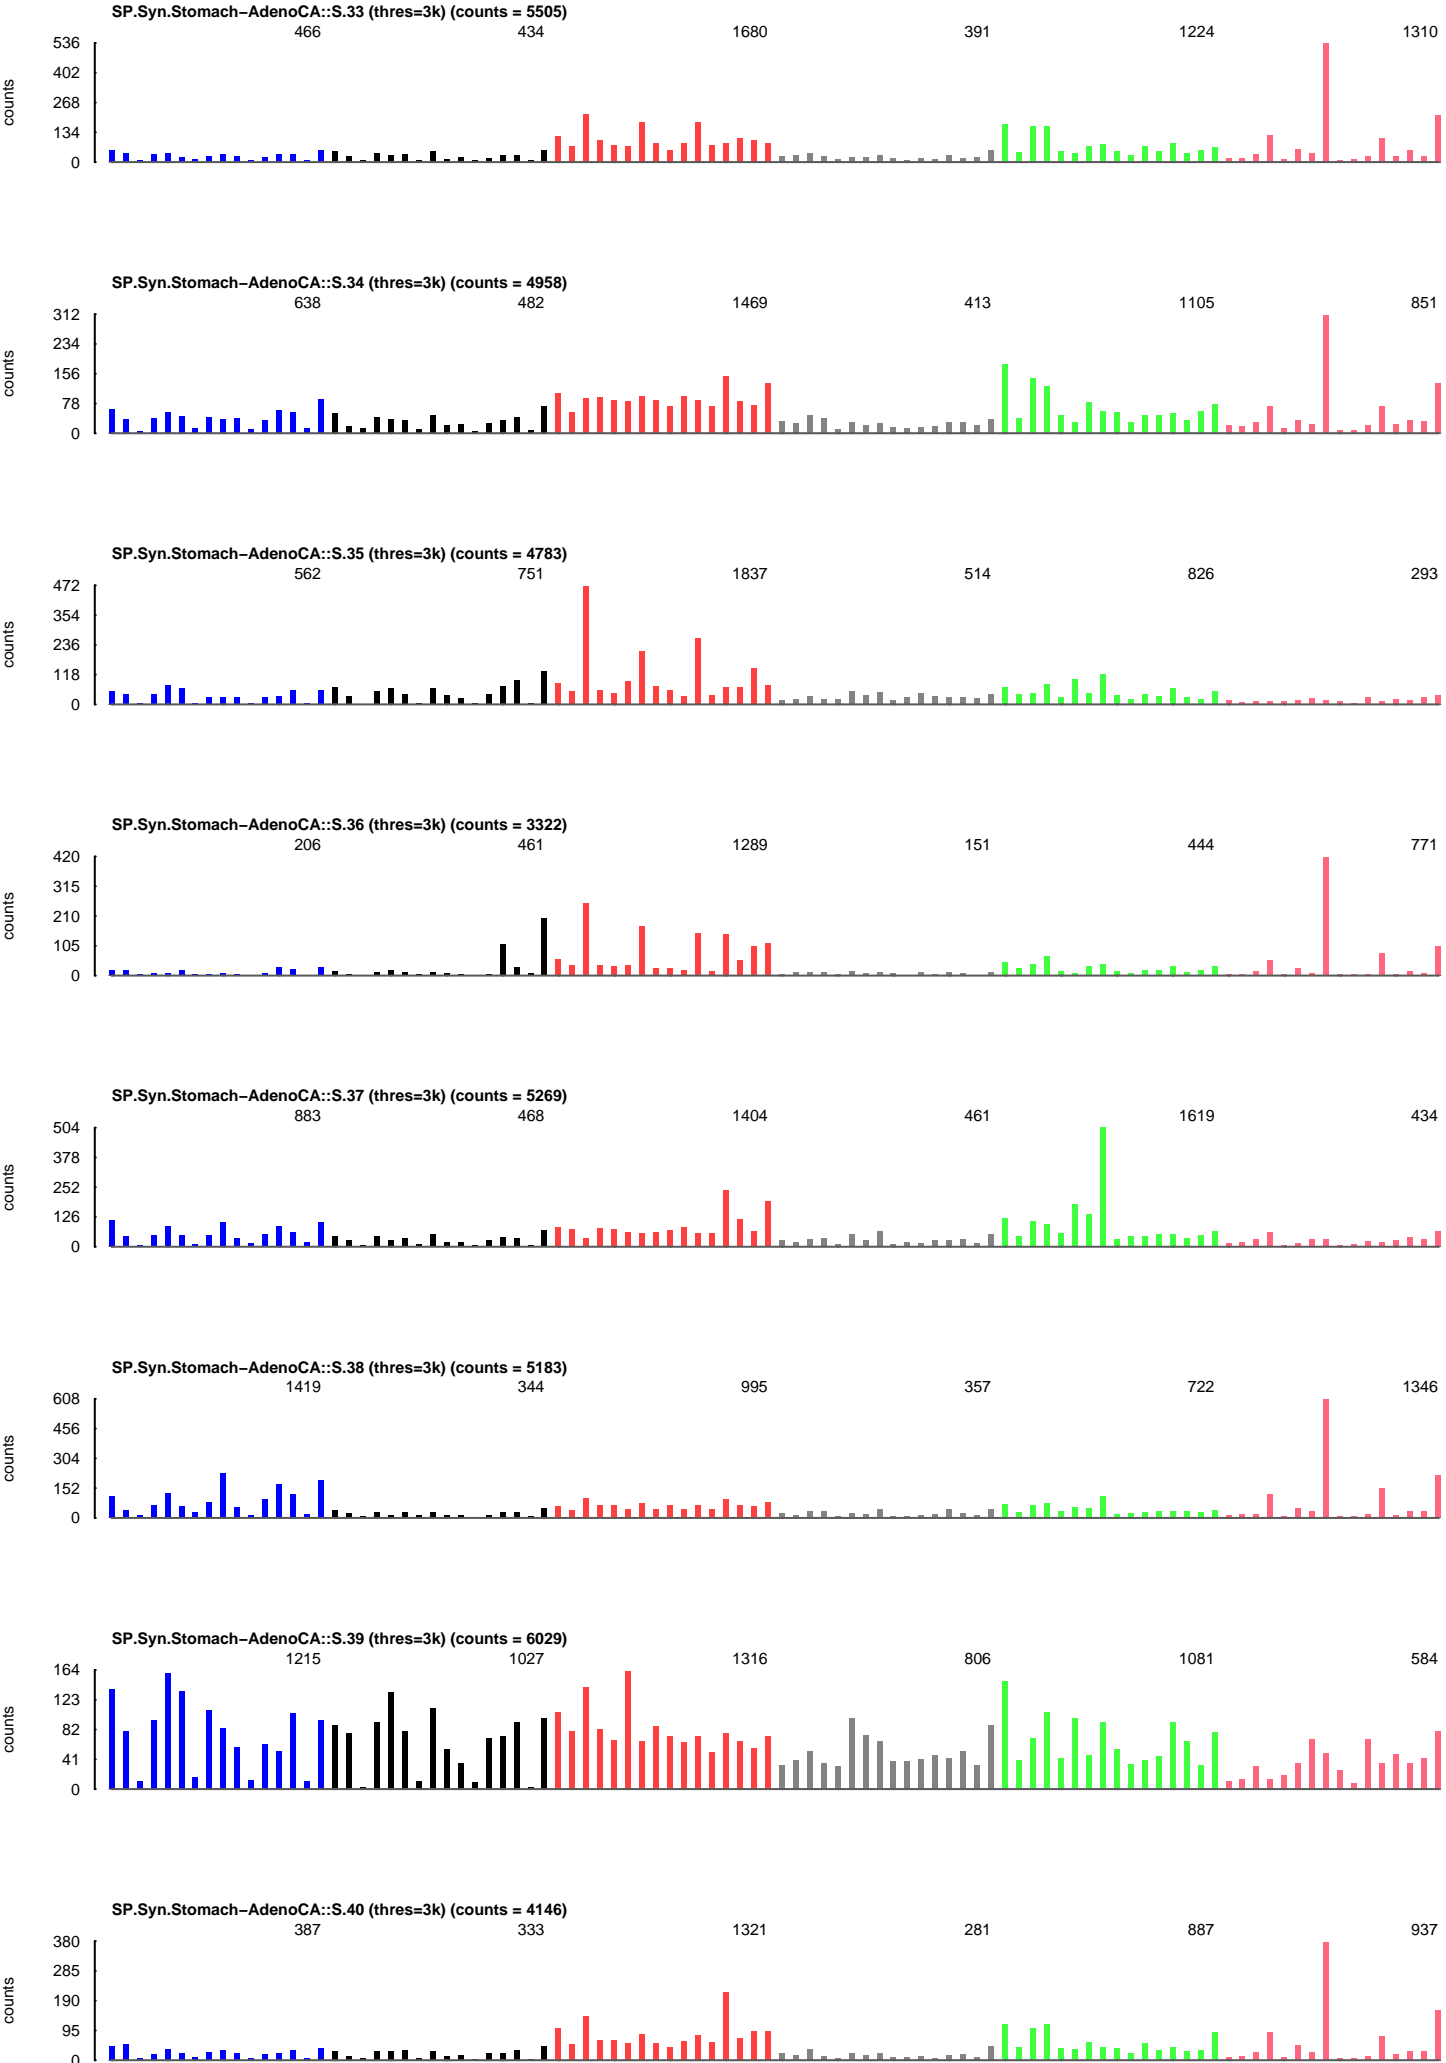 SP.Syn.Stomach−AdenoCA::S.33 (thres=3k) (counts = 5505)
466 434 1680 391 1224 1310
536
402
268
134
0
counts
SP.Syn.Stomach−AdenoCA::S.34 (thres=3k) (counts = 4958)
638 482 1469 413 1105 851
312
234
156
78
0
counts
SP.Syn.Stomach−AdenoCA::S.35 (thres=3k) (counts = 4783)
562 751 1837 514 826 293
472
354
236
118
0
counts
SP.Syn.Stomach−AdenoCA::S.36 (thres=3k) (counts = 3322)
206 461 1289 151 444 771
420
315
210
105
0
counts
SP.Syn.Stomach−AdenoCA::S.37 (thres=3k) (counts = 5269)
883 468 1404 461 1619 434
504
378
252
126
0
counts
SP.Syn.Stomach−AdenoCA::S.38 (thres=3k) (counts = 5183)
1419 344 995 357 722 1346
608
456
304
152
0
counts
SP.Syn.Stomach−AdenoCA::S.39 (thres=3k) (counts = 6029)
1215 1027 1316 806 1081 584
164
123
82
41
0
counts
SP.Syn.Stomach−AdenoCA::S.40 (thres=3k) (counts = 4146)
387 333 1321 281 887 937
380
285
190
95
0
counts